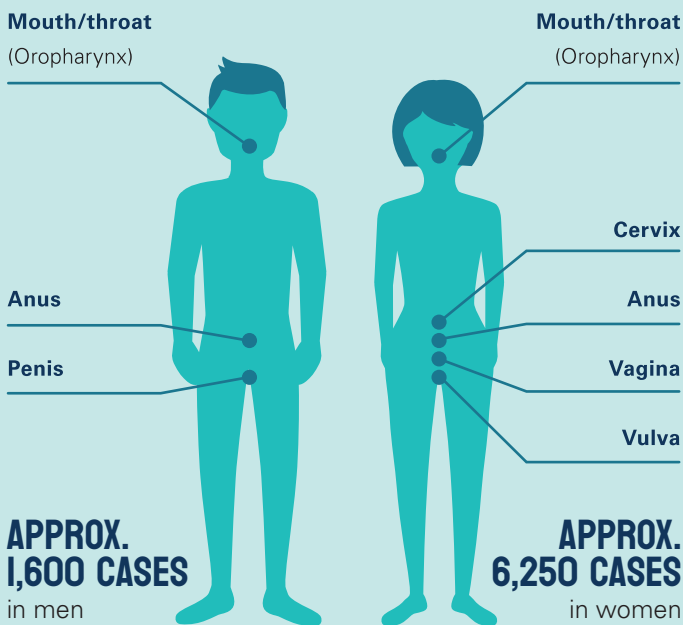 Mouth/throat
(Oropharynx)
Anus
Penis
APPROX.
1,600 CASES
in men
Mouth/throat
(Oropharynx)
Cervix
Anus
Vagina
Vulva
APPROX.
6,250 CASES
in women